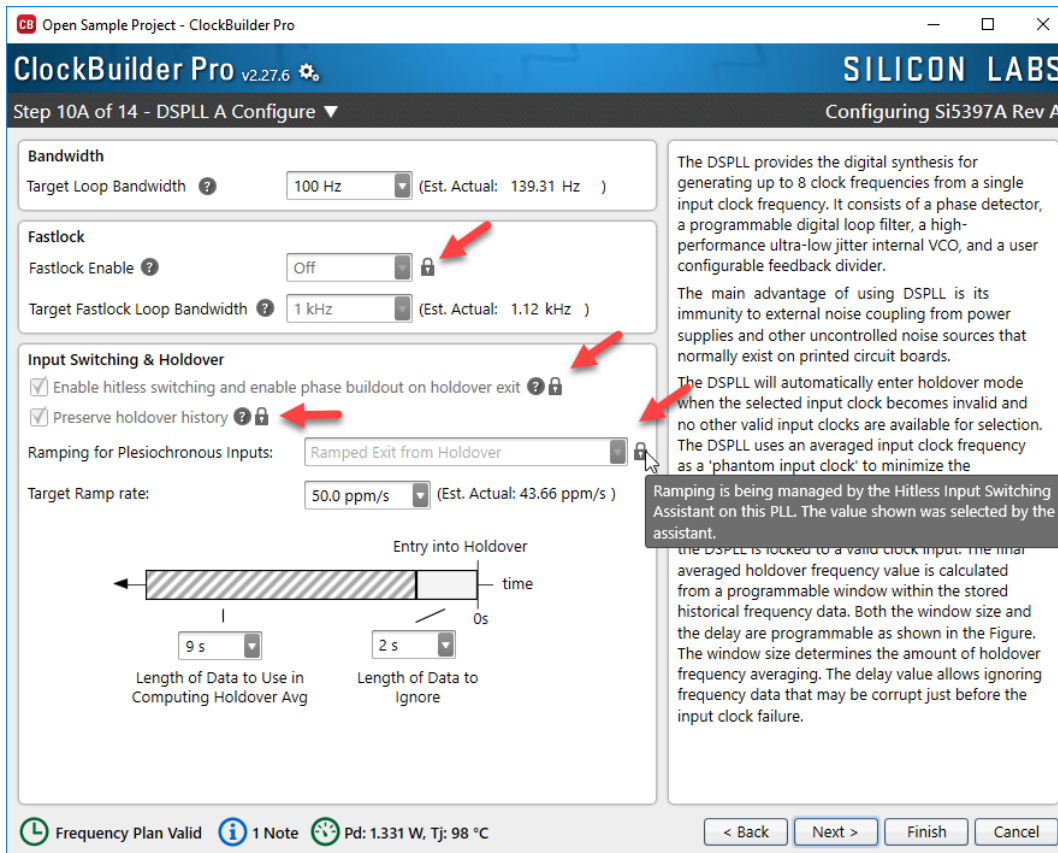 CB Open Sample Project - ClockBuilder Pro
ClockBuilder Pro v2.27.6
SILICON LABS
Step 10A of 14 - DSPLL A Configure ▼
Configuring Si5397A Rev A
Bandwidth
Target Loop Bandwidth ? 100 Hz (Est. Actual: 139.31 Hz )
Fastlock
Fastlock Enable ? Off
Target Fastlock Loop Bandwidth ? 1 kHz (Est. Actual: 1.12 kHz )
Input Switching & Holdover
Enable hitless switching and enable phase buildout on holdover exit ?
Preserve holdover history ?
Ramping for Plesiochronous Inputs: Ramped Exit from Holdover
Target Ramp rate: 50.0 ppm/s (Est. Actual: 43.66 ppm/s )
Entry into Holdover
time
0s
9 s
2 s
Length of Data to Use in
Computing Holdover Avg
Length of Data to
Ignore
The DSPLL provides the digital synthesis for
generating up to 8 clock frequencies from a single
input clock frequency. It consists of a phase detector,
a programmable digital loop filter, a high-
performance ultra-low jitter internal VCO, and a user
configurable feedback divider.
The main advantage of using DSPLL is its
immunity to external noise coupling from power
supplies and other uncontrolled noise sources that
normally exist on printed circuit boards.
The DSPLL will automatically enter holdover mode
when the selected input clock becomes invalid and
no other valid input clocks are available for selection.
The DSPLL uses an averaged input clock frequency
as a 'phantom input clock' to minimize the
Ramping is being managed by the Hitless Input Switching
Assistant on this PLL. The value shown was selected by the
assistant.
the DSPLL is locked to a valid clock input. The final
averaged holdover frequency value is calculated
from a programmable window within the stored
historical frequency data. Both the window size and
the delay are programmable as shown in the Figure.
The window size determines the amount of holdover
frequency averaging. The delay value allows ignoring
frequency data that may be corrupt just before the
input clock failure.
Frequency Plan Valid
1 Note
Pd: 1.331 W, Tj: 98 °C
< Back
Next >
Finish
Cancel